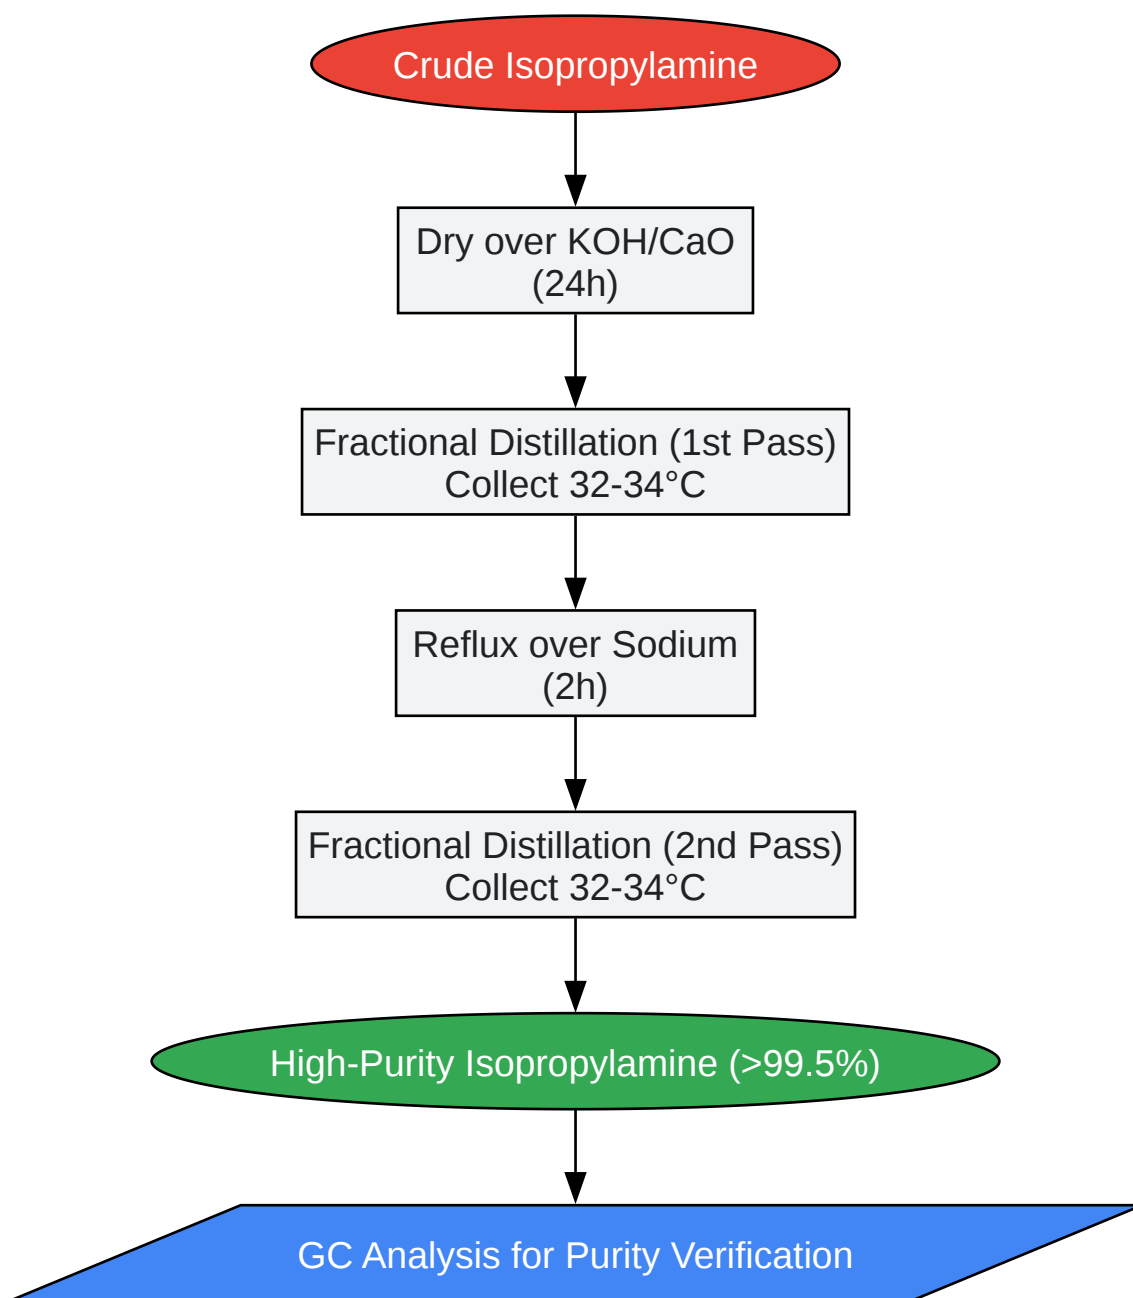 Crude Isopropylamine
Dry over KOH/CaO
(24h)
Fractional Distillation (1st Pass)
Collect 32-34°C
Reflux over Sodium
(2h)
Fractional Distillation (2nd Pass)
Collect 32-34°C
High-Purity Isopropylamine (>99.5%)
GC Analysis for Purity Verification